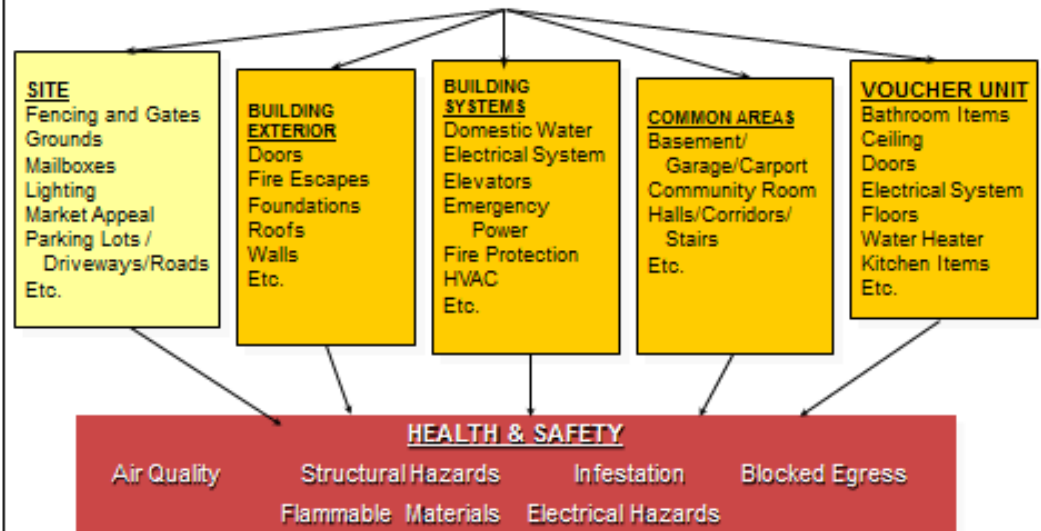 SITE
Fencing and Gates
Grounds
Mailboxes
Lighting
Market Appeal
Parking Lots /
Driveways/Roads
Etc.
BUILDING
EXTERIOR
Doors
Fire Escapes
Foundations
Roofs
Walls
Etc.
BUILDING
SYSTEMS
Domestic Water
Electrical System
Elevators
Emergency
Power
Fire Protection
HVAC
Etc.
COMMON AREAS
Basement/
Garage/Carport
Community Room
Halls/Corridors/
Stairs
Etc.
VOUCHER UNIT
Bathroom Items
Ceiling
Doors
Electrical System
Floors
Water Heater
Kitchen Items
Etc.
HEALTH & SAFETY
Air Quality Structural Hazards Infestation Blocked Egress
Flammable Materials Electrical Hazards